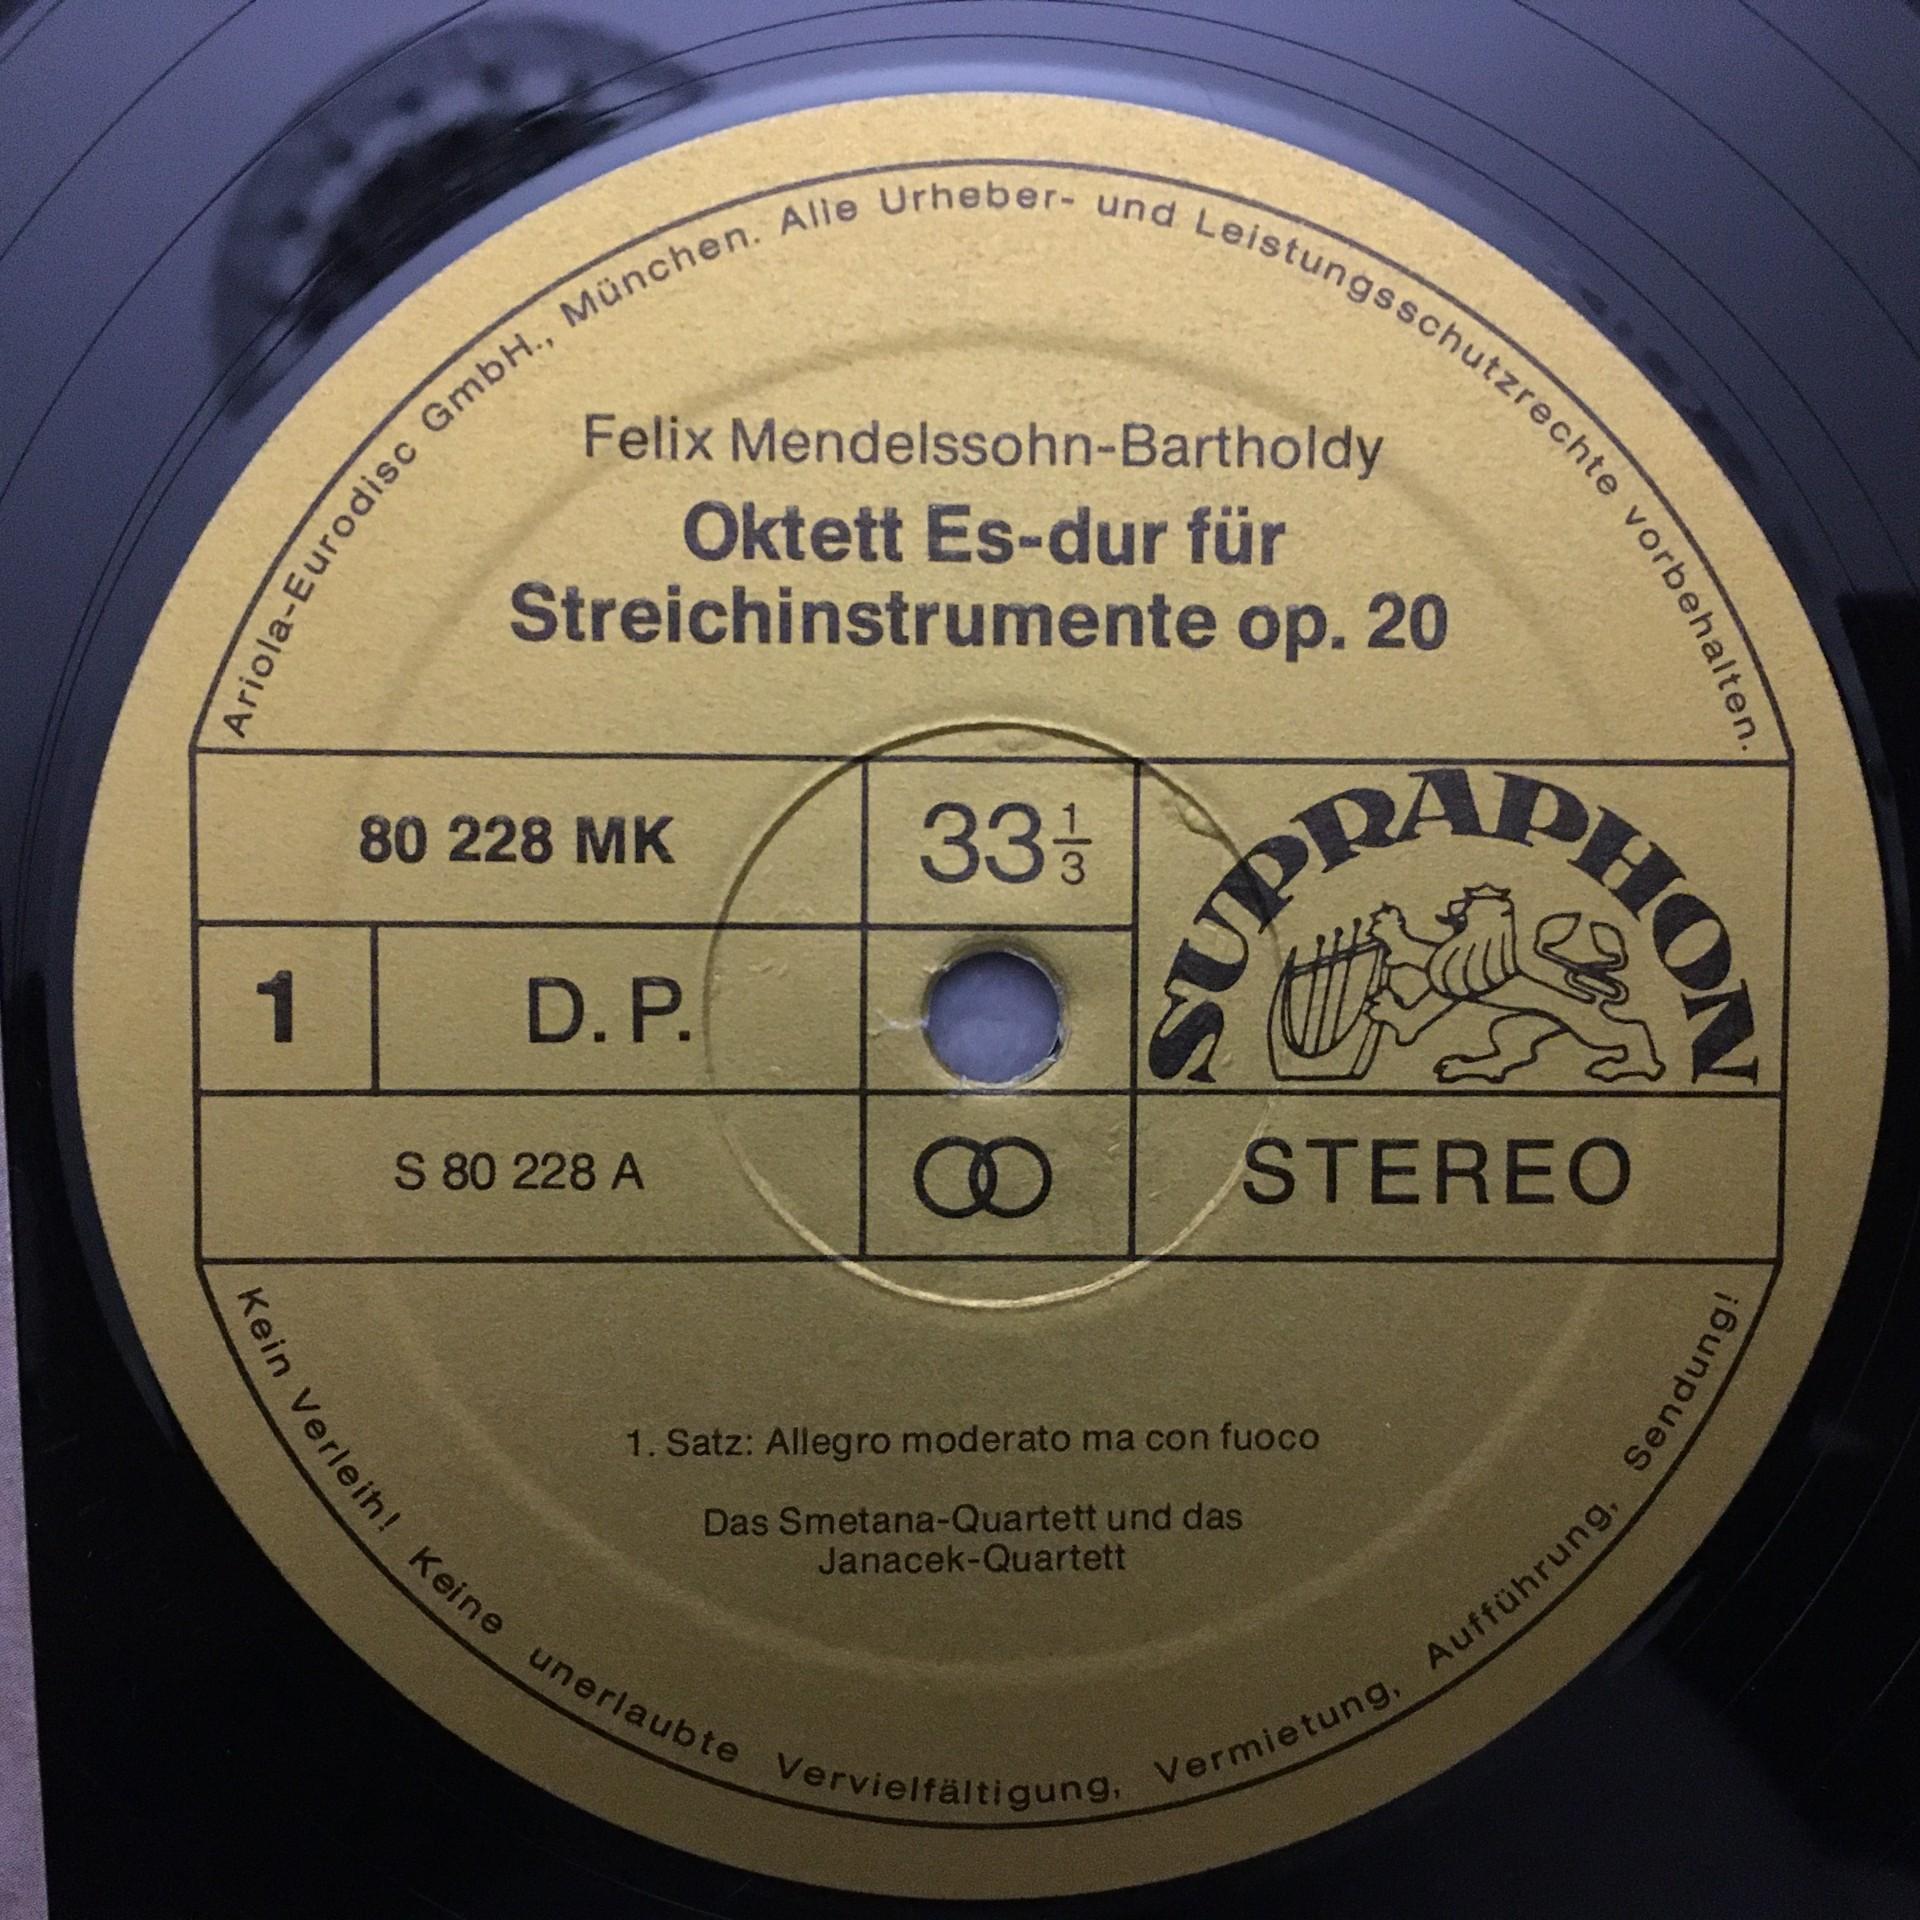 Ariola-Eurodisc GmbH., München. Alle Urheber- und Leistungsschutzrechte vorbehalten.
Felix Mendelssohn-Bartholdy
Oktett Es-dur für
Streichinstrumente op. 20
80 228 MK
33 1/3
SUPRAPHON
1
D. P.
S 80 228 A
STEREO
1. Satz: Allegro moderato ma con fuoco
Das Smetana-Quartett und das
Janacek-Quartett
Kein Verleih! Keine unerlaubte Vervielfältigung, Vermietung, Aufführung, Sendung!